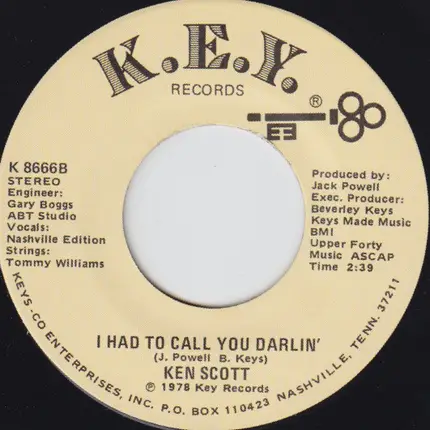 K.E.Y.
RECORDS
®
K 8666B
STEREO
Engineer:
Gary Boggs
ABT Studio
Vocals:
Nashville Edition
Strings:
Tommy Williams
Produced by:
Jack Powell
Exec. Producer:
Beverley Keys
Keys Made Music
BMI
Upper Forty
Music ASCAP
Time 2:39
I HAD TO CALL YOU DARLIN'
(J. Powell B. Keys)
KEN SCOTT
℗ 1978 Key Records
KEYS-CO ENTERPRISES, INC. P.O. BOX 110423 NASHVILLE, TENN. 37211